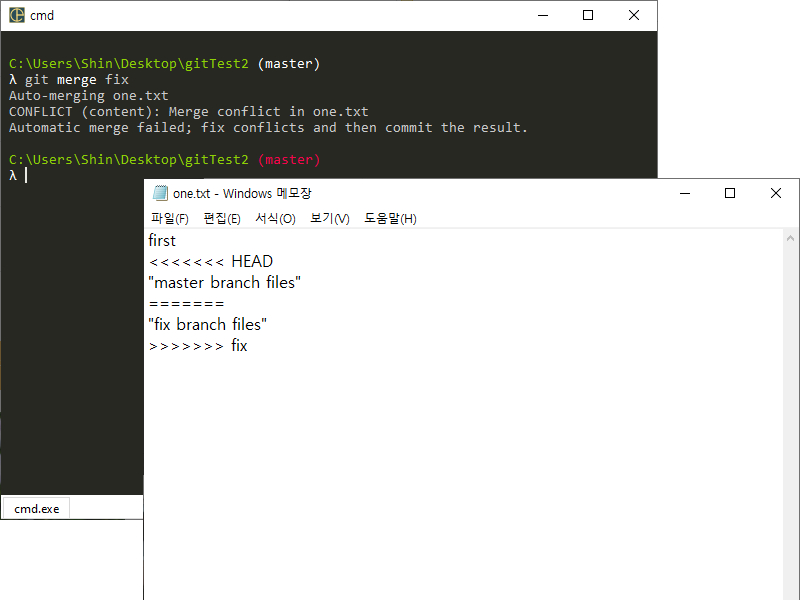 cmd
C:\Users\Shin\Desktop\gitTest2 (master)
λ git merge fix
Auto-merging one.txt
CONFLICT (content): Merge conflict in one.txt
Automatic merge failed; fix conflicts and then commit the result.
C:\Users\Shin\Desktop\gitTest2 (master)
λ
one.txt - Windows 메모장
파일(F) 편집(E) 서식(O) 보기(V) 도움말(H)
first
<<<<<<< HEAD
"master branch files"
=======
"fix branch files"
>>>>>>> fix
cmd.exe